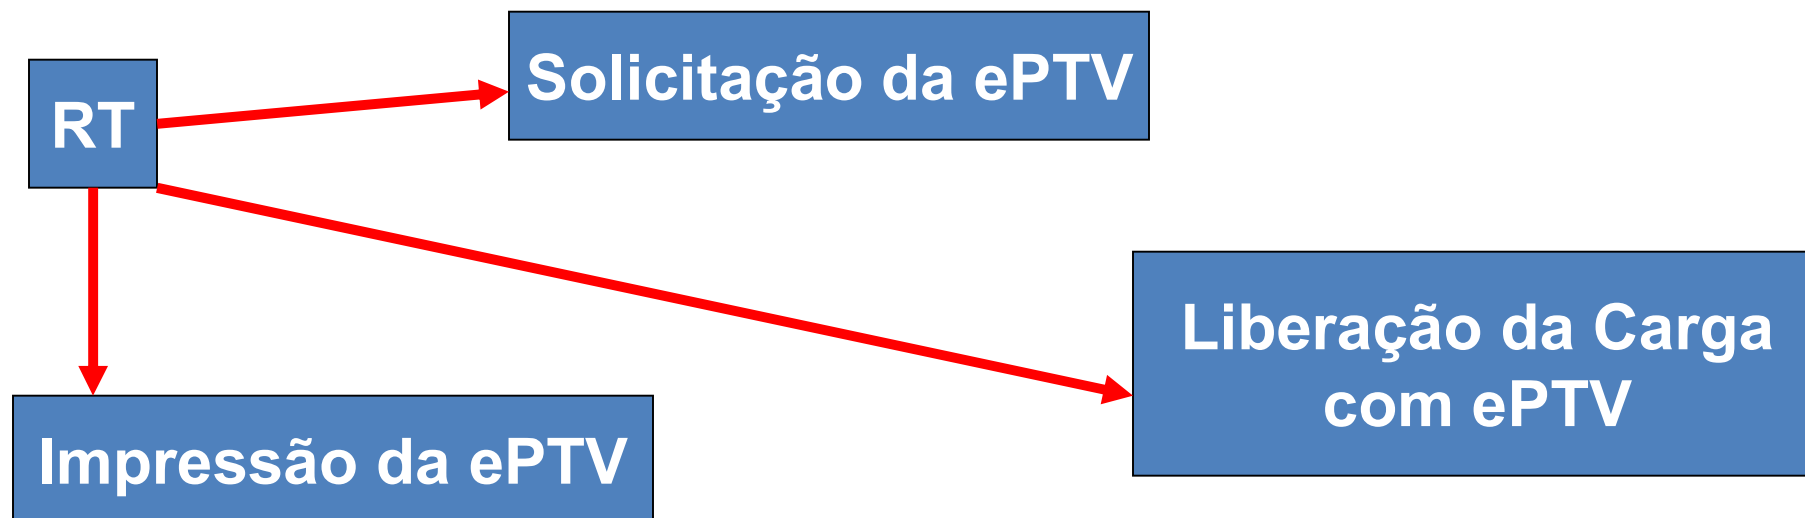 Solicitação da ePTV
RT
Liberação da Carga
com ePTV
Impressão da ePTV